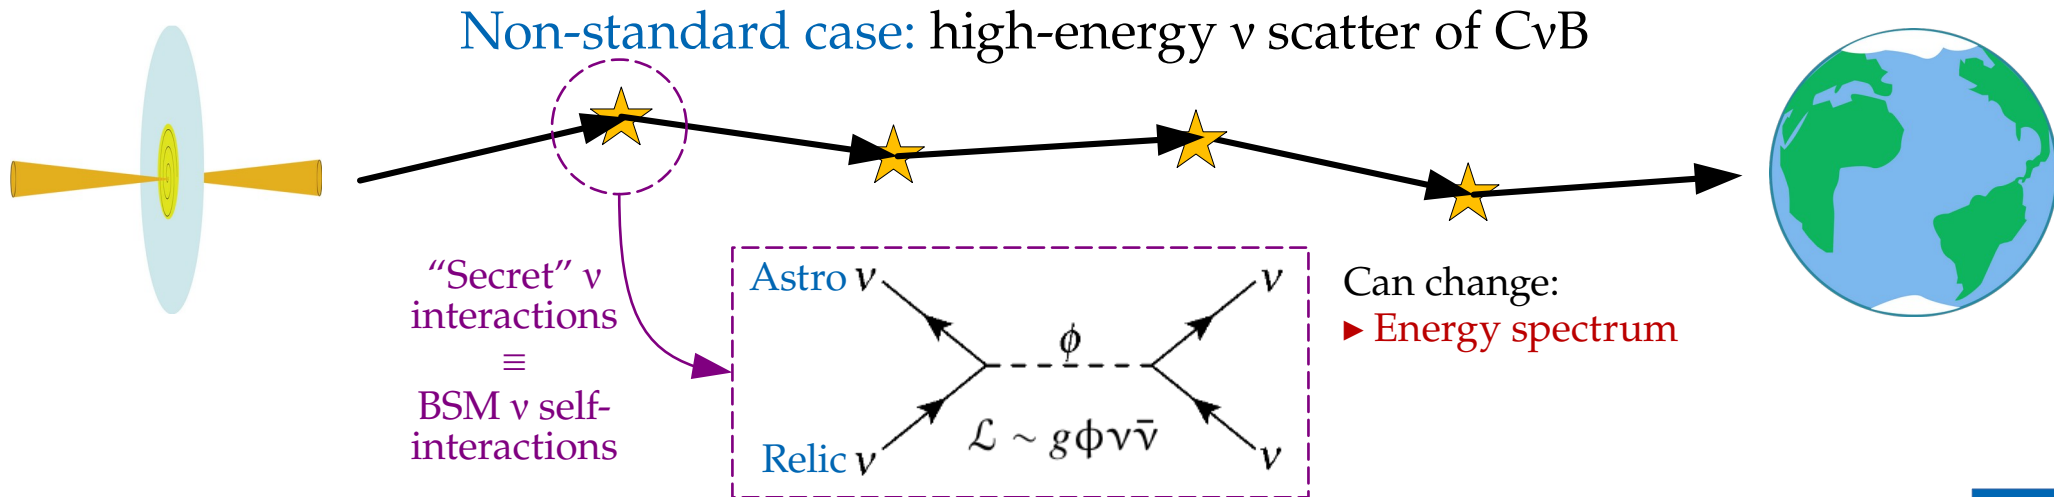 Non-standard case: high-energy ν scatter of CνB
“Secret” ν
interactions
≡
BSM ν self-
interactions
Astro ν
ν
ϕ
ℒ ~ gϕνν̄
Relic ν
ν
Can change:
▸ Energy spectrum